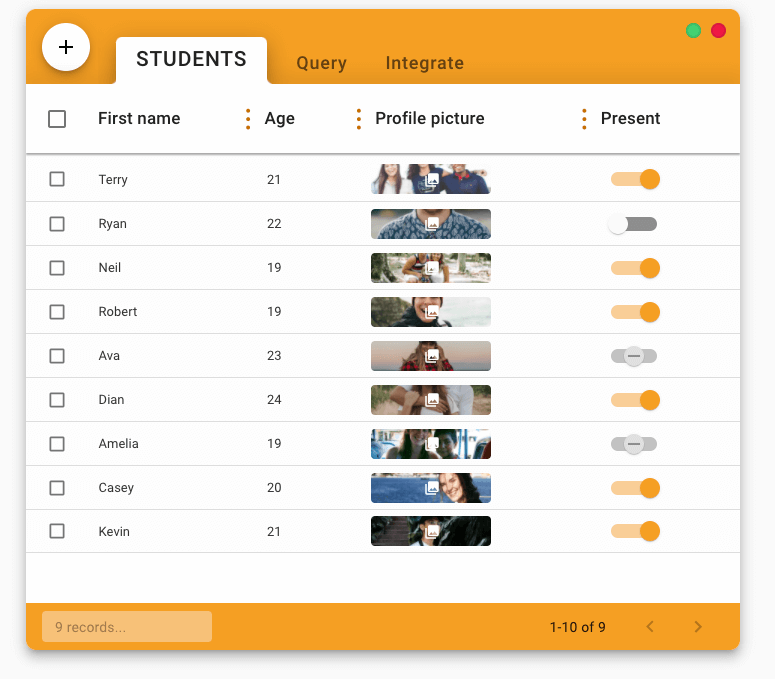 +
STUDENTS Query Integrate
First name Age Profile picture Present
Terry 21
Ryan 22
Neil 19
Robert 19
Ava 23
Dian 24
Amelia 19
Casey 20
Kevin 21
9 records... 1-10 of 9